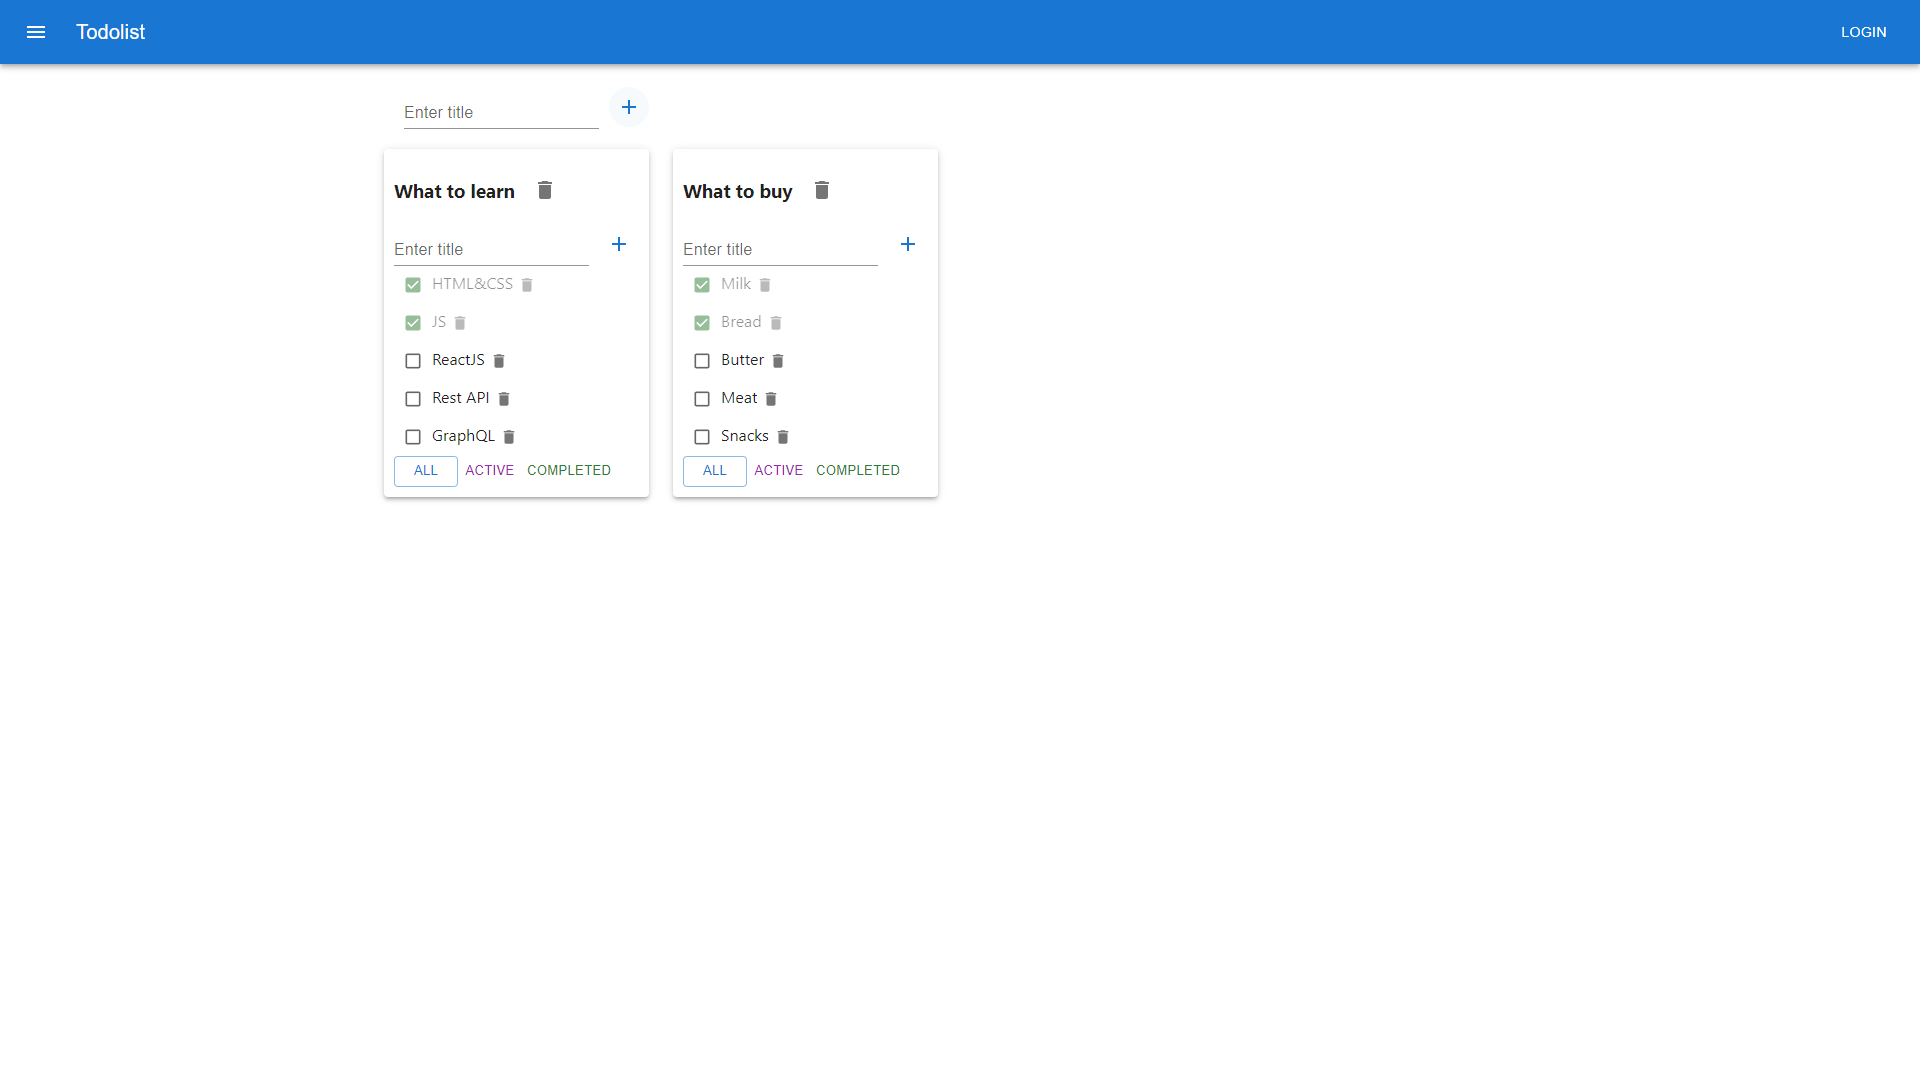 Todolist
LOGIN
Enter title
What to learn
Enter title
HTML&CSS
JS
ReactJS
Rest API
GraphQL
ALL ACTIVE COMPLETED
What to buy
Enter title
Milk
Bread
Butter
Meat
Snacks
ALL ACTIVE COMPLETED